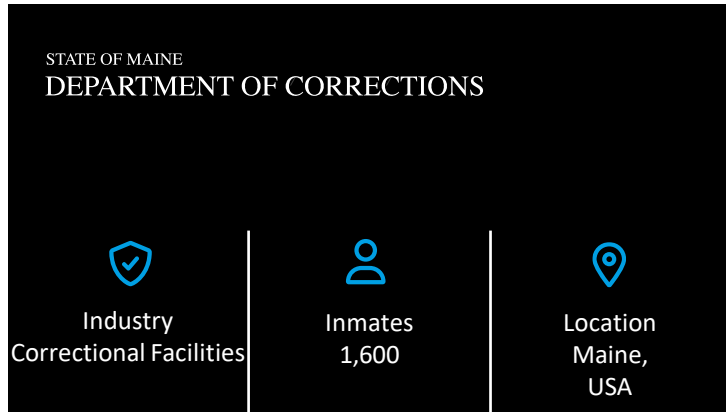 STATE OF MAINE
DEPARTMENT OF CORRECTIONS
Industry
Correctional Facilities
Inmates
1,600
Location
Maine,
USA